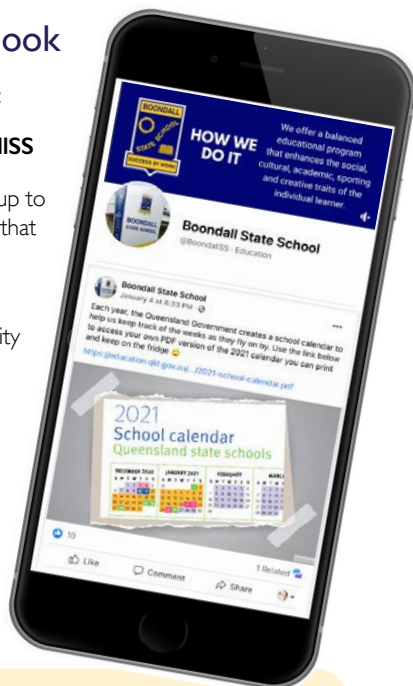 ook
IISS
up to
that
ity
BOONDALL
STATE SCHOOL
SUCCESS BY WORK
HOW WE
DO IT
We offer a balanced
educational program
that enhances the social,
cultural, academic, sporting
and creative traits of the
individual learner.
BOONDALL
Boondall State School
@BoondallSS · Education
Boondall State School
January 4 at 8:33 PM
Each year, the Queensland Government creates a school calendar to
help us keep track of the weeks as they fly on by. Use the link below
to access your own PDF version of the 2021 calendar you can print
and keep on the fridge 😀
https://education.qld.gov.au/.../2021-school-calendar.pdf
2021
School calendar
Queensland state schools
DECEMBER 2020 JANUARY 2021 FEBRUARY MARC
S M T W T F S S M T W T F S S M T W T F S S M T
10
1 Related
Like Comment Share